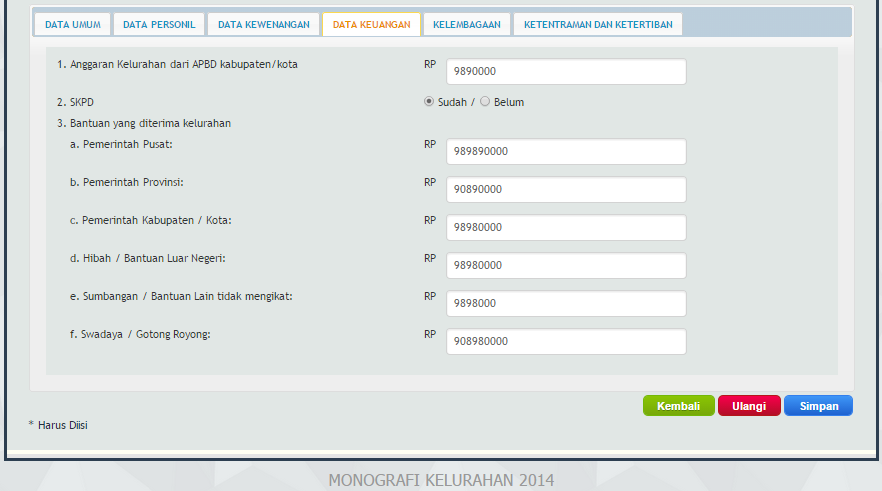 DATA UMUM DATA PERSONIL DATA KEWENANGAN DATA KEUANGAN KELEMBAGAAN KETENTRAMAN DAN KETERTIBAN
1. Anggaran Kelurahan dari APBD kabupaten/kota RP 9890000
2. SKPD Sudah / Belum
3. Bantuan yang diterima kelurahan
a. Pemerintah Pusat: RP 989890000
b. Pemerintah Provinsi: RP 90890000
c. Pemerintah Kabupaten / Kota: RP 98980000
d. Hibah / Bantuan Luar Negeri: RP 98980000
e. Sumbangan / Bantuan Lain tidak mengikat: RP 9898000
f. Swadaya / Gotong Royong: RP 908980000
Kembali Ulangi Simpan
* Harus Diisi
MONOGRAFI KELURAHAN 2014